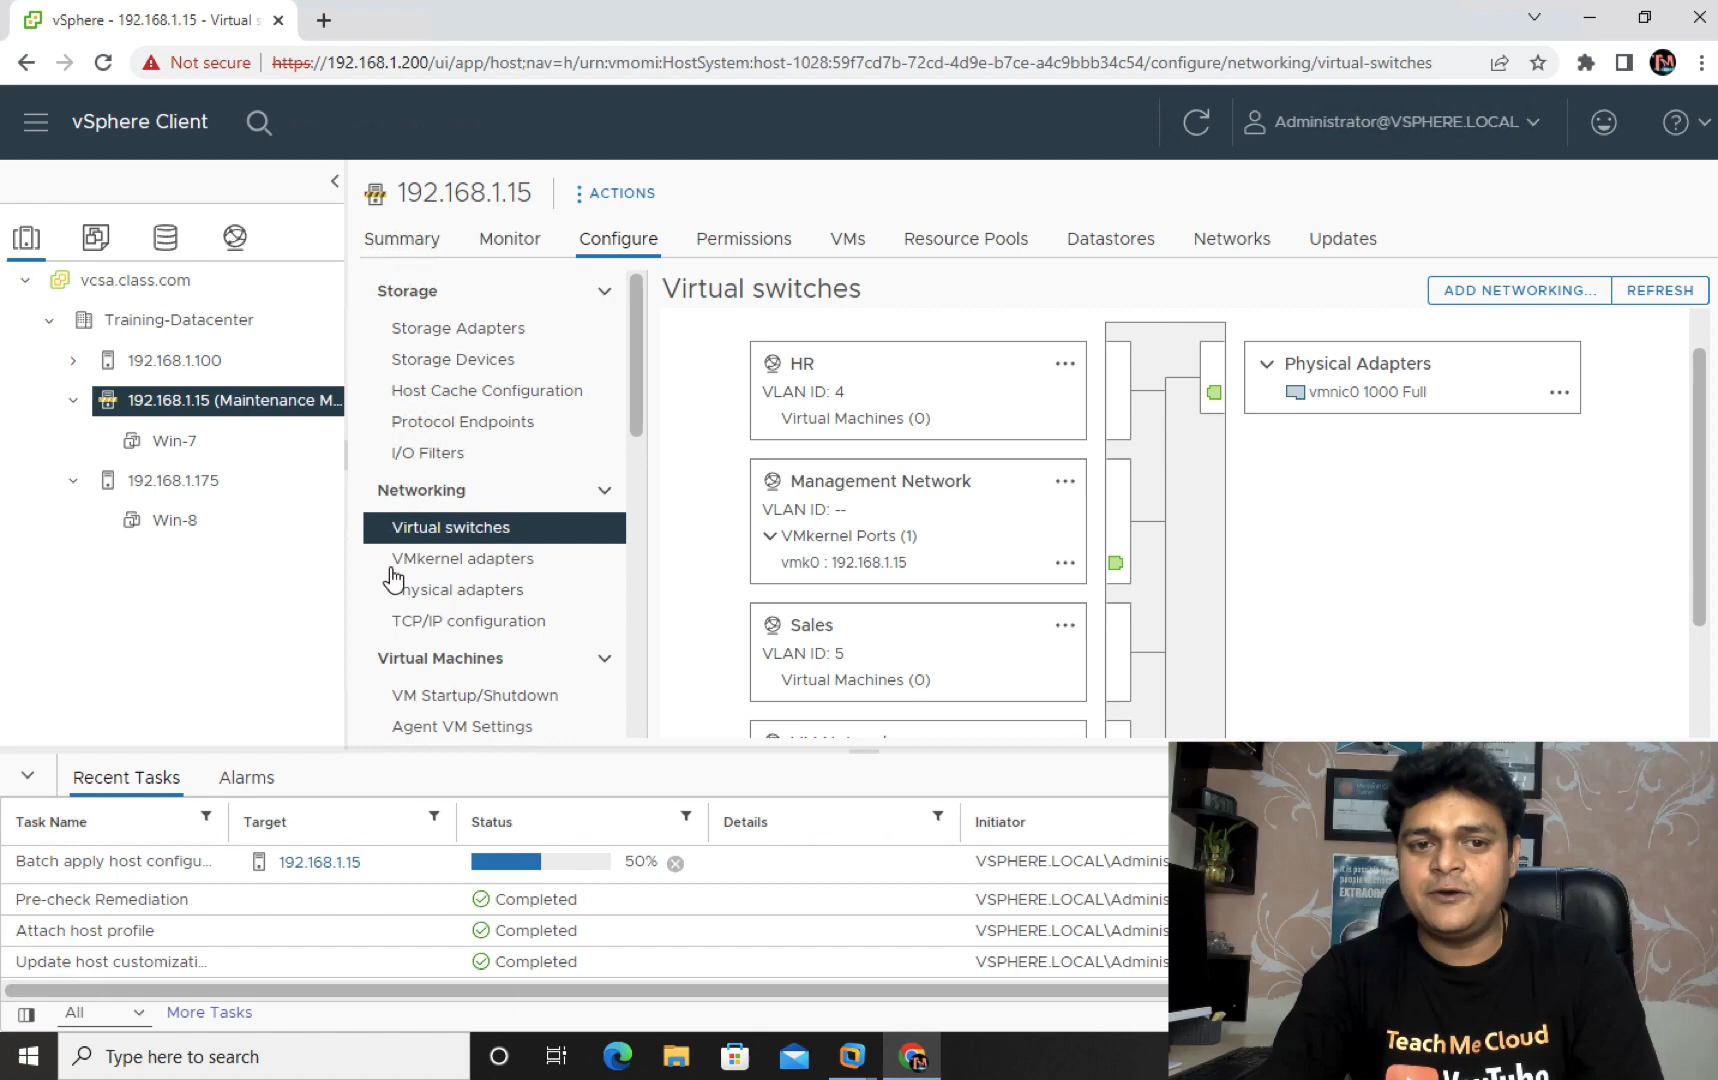 vSphere - 192.168.1.15 - Virtual s
Not secure
https://192.168.1.200/ui/app/host;nav=h/urn:vmomi:HostSystem:host-1028:59f7cd7b-72cd-4d9e-b7ce-a4c9bbb34c54/configure/networking/virtual-switches
vSphere Client
Administrator@VSPHERE.LOCAL
192.168.1.15
ACTIONS
Summary Monitor Configure Permissions VMs Resource Pools Datastores Networks Updates
vcsa.class.com
Training-Datacenter
192.168.1.100
192.168.1.15 (Maintenance M...
Win-7
192.168.1.175
Win-8
Storage
Storage Adapters
Storage Devices
Host Cache Configuration
Protocol Endpoints
I/O Filters
Networking
Virtual switches
VMkernel adapters
Physical adapters
TCP/IP configuration
Virtual Machines
VM Startup/Shutdown
Agent VM Settings
Virtual switches
ADD NETWORKING... REFRESH
HR
VLAN ID: 4
Virtual Machines (0)
Management Network
VLAN ID: --
VMkernel Ports (1)
vmk0 : 192.168.1.15
Sales
VLAN ID: 5
Virtual Machines (0)
Physical Adapters
vmnic0 1000 Full
Recent Tasks Alarms
Task Name Target Status Details Initiator
Batch apply host configu... 192.168.1.15 50% VSPHERE.LOCAL\Adminis
Pre-check Remediation Completed VSPHERE.LOCAL\Adminis
Attach host profile Completed VSPHERE.LOCAL\Adminis
Update host customizati... Completed VSPHERE.LOCAL\Adminis
All More Tasks
Type here to search
EXTRAOR
Teach Me Cloud
YouTube